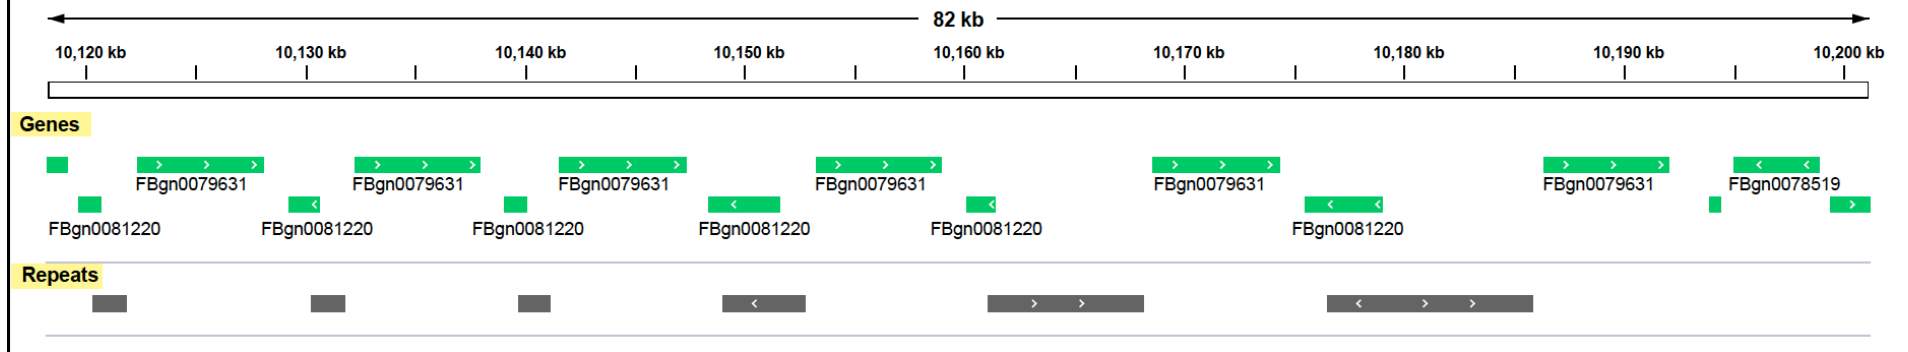 82 kb
10,120 kb 10,130 kb 10,140 kb 10,150 kb 10,160 kb 10,170 kb 10,180 kb 10,190 kb 10,200 kb
Genes
FBgn0079631 FBgn0079631 FBgn0079631 FBgn0079631 FBgn0079631 FBgn0079631 FBgn0078519
FBgn0081220 FBgn0081220 FBgn0081220 FBgn0081220 FBgn0081220 FBgn0081220
Repeats